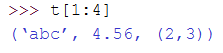 >>> t[1:4]
(‘abc’, 4.56, (2,3))